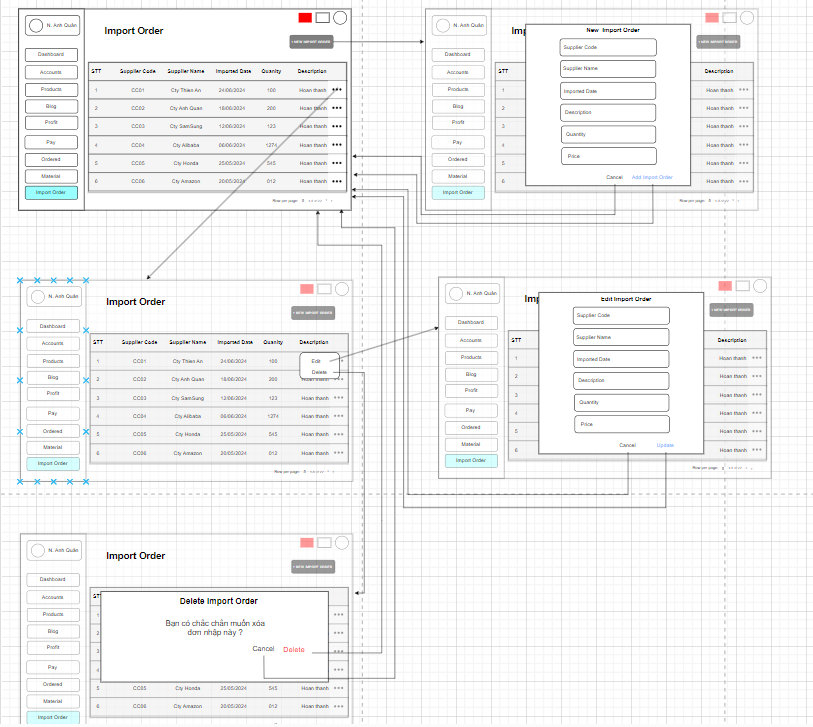 N. Anh Quân
Import Order
+ NEW IMPORT ORDER
Dashboard
Accounts
Products
Blog
Profit
Pay
Ordered
Material
Import Order
STT Supplier Code Supplier Name Imported Date Quanity Description
1 CC01 Cty Thien An 24/06/2024 100 Hoan thanh
2 CC02 Cty Anh Quan 18/06/2024 200 Hoan thanh
3 CC03 Cty SamSung 12/06/2024 123 Hoan thanh
4 CC04 Cty Alibaba 06/06/2024 1274 Hoan thanh
5 CC05 Cty Honda 25/05/2024 545 Hoan thanh
6 CC06 Cty Amazon 20/05/2024 012 Hoan thanh
Row per page: 8
N. Anh Quân
Imp
+ NEW IMPORT ORDER
Dashboard
Accounts
Products
Blog
Profit
Pay
Ordered
Material
Import Order
STT Description
1 Hoan thanh
Hoan thanh
Hoan thanh
Hoan thanh
Hoan thanh
6 Hoan thanh
Row per page: 8
New Import Order
Supplier Code
Supplier Name
Imported Date
Description
Quantity
Price
Cancel Add Import Order
N. Anh Quân
Import Order
+ NEW IMPORT ORDER
Dashboard
Accounts
Products
Blog
Profit
Pay
Ordered
Material
Import Order
STT Supplier Code Supplier Name Imported Date Quanity Description
1 CC01 Cty Thien An 24/06/2024 100
2 CC02 Cty Anh Quan 18/06/2024 200 Hoan thanh
3 CC03 Cty SamSung 12/06/2024 123 Hoan thanh
4 CC04 Cty Alibaba 06/06/2024 1274 Hoan thanh
5 CC05 Cty Honda 25/05/2024 545 Hoan thanh
6 CC06 Cty Amazon 20/05/2024 012 Hoan thanh
Edit
Delete
Row per page: 8
N. Anh Quân
Imp
+ NEW IMPORT ORDER
Dashboard
Accounts
Products
Blog
Profit
Pay
Ordered
Material
Import Order
STT Description
1 Hoan thanh
2 Hoan thanh
3 Hoan thanh
4 Hoan thanh
5 Hoan thanh
6 Hoan thanh
Row per page: 8
Edit Import Order
Supplier Code
Supplier Name
Imported Date
Description
Quantity
Price
Cancel Update
N. Anh Quân
Import Order
+ NEW IMPORT ORDER
Dashboard
Accounts
Products
Blog
Profit
Pay
Ordered
Material
Import Order
ST
1
2
3
4
Delete Import Order
Bạn có chắc chắn muốn xóa
đơn nhập này ?
Cancel Delete
5 CC05 Cty Honda 25/05/2024 545 Hoan thanh
6 CC06 Cty Amazon 20/05/2024 012 Hoan thanh